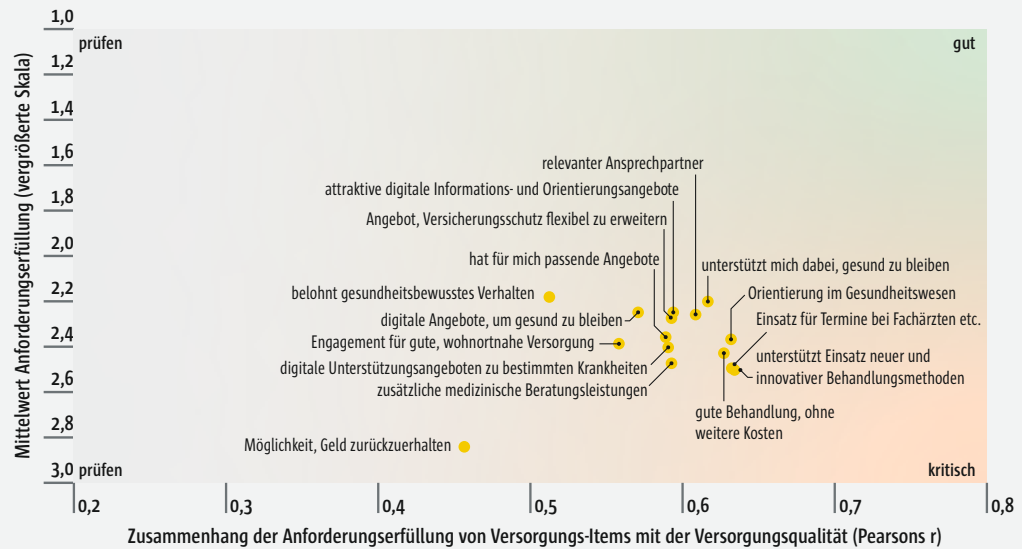 Mittelwert Anforderungserfüllung (vergrößerte Skala)
1,0
1,2
1,4
1,6
1,8
2,0
2,2
2,4
2,6
2,8
3,0
prüfen
gut
relevanter Ansprechpartner
attraktive digitale Informations- und Orientierungsangebote
Angebot, Versicherungsschutz flexibel zu erweitern
hat für mich passende Angebote
unterstützt mich dabei, gesund zu bleiben
belohnt gesundheitsbewusstes Verhalten
Orientierung im Gesundheitswesen
digitale Angebote, um gesund zu bleiben
Einsatz für Termine bei Fachärzten etc.
Engagement für gute, wohnortnahe Versorgung
digitale Unterstützungsangeboten zu bestimmten Krankheiten
unterstützt Einsatz neuer und
innovativer Behandlungsmethoden
zusätzliche medizinische Beratungsleistungen
gute Behandlung, ohne
weitere Kosten
Möglichkeit, Geld zurückzuerhalten
prüfen
kritisch
0,2
0,3
0,4
0,5
0,6
0,7
0,8
Zusammenhang der Anforderungserfüllung von Versorgungs-Items mit der Versorgungsqualität (Pearsons r)